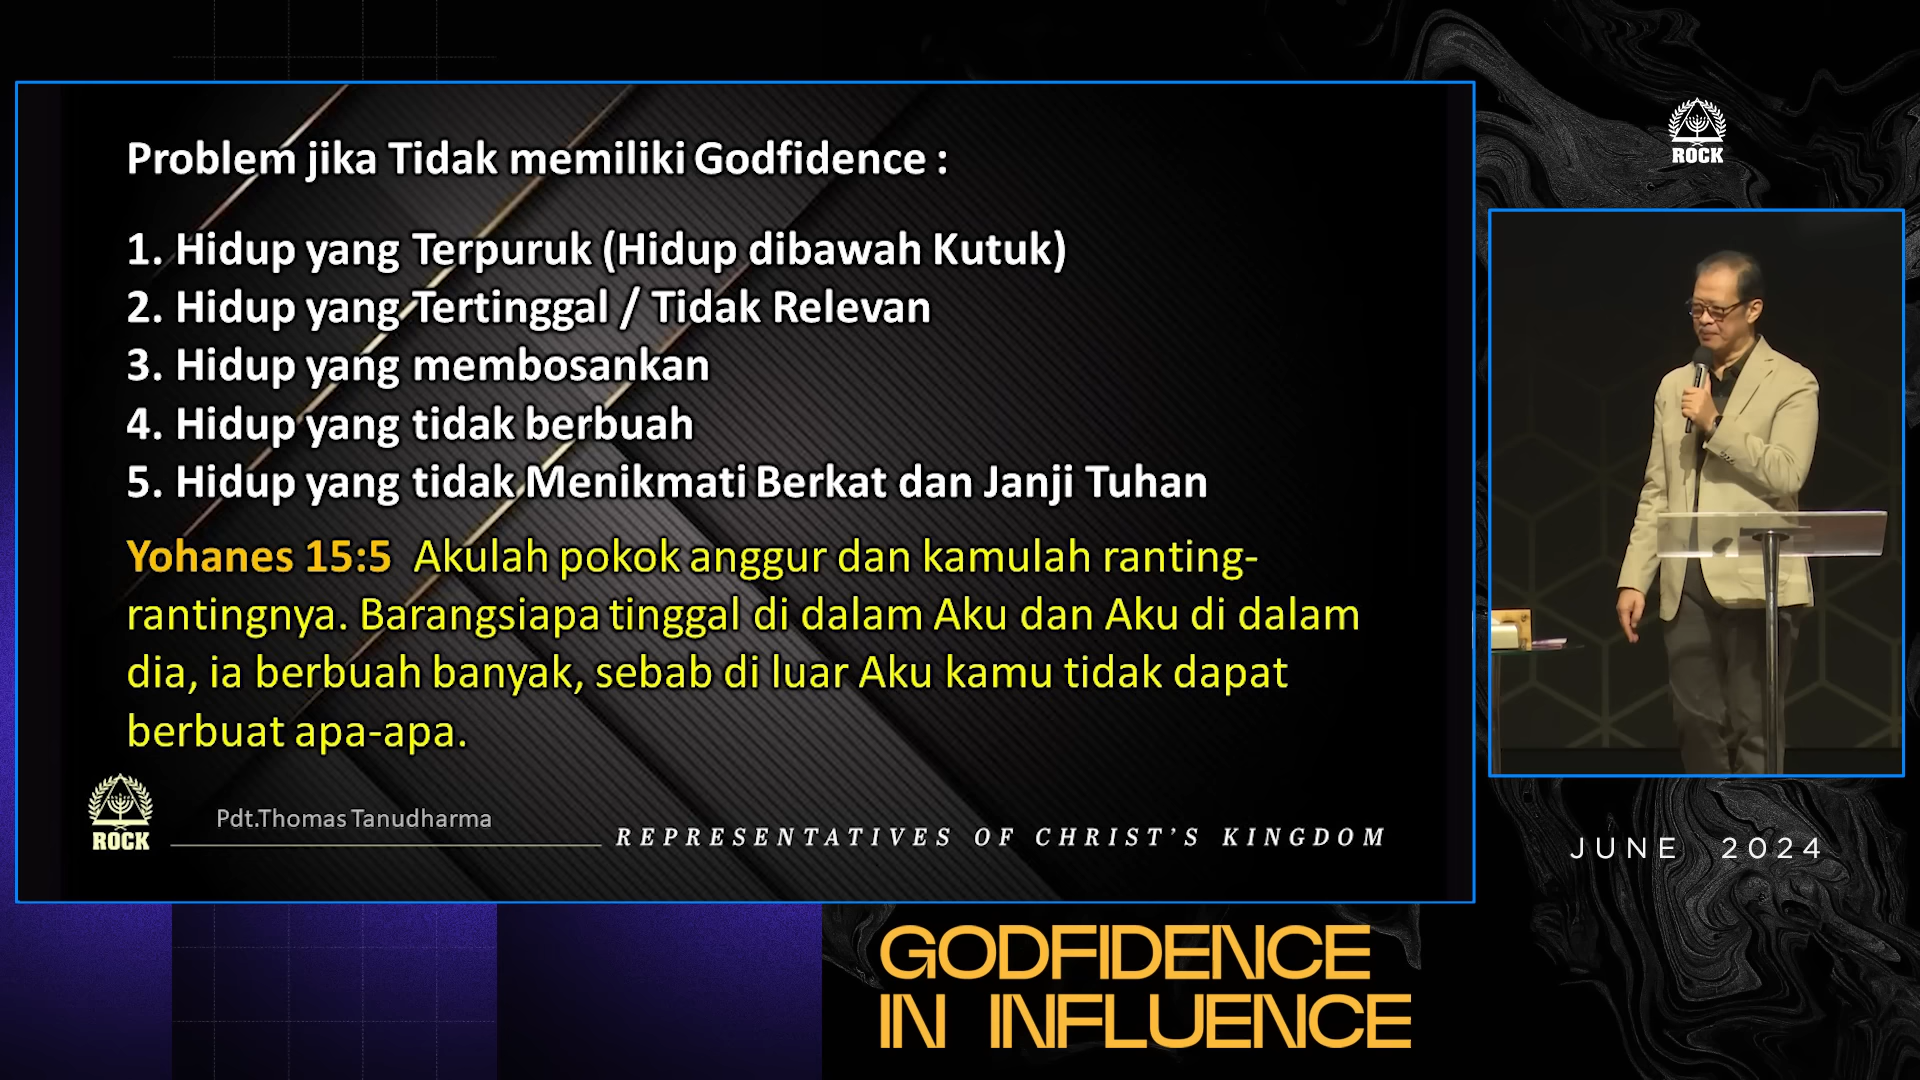 Problem jika Tidak memiliki Godfidence :
1. Hidup yang Terpuruk (Hidup dibawah Kutuk)
2. Hidup yang Tertinggal / Tidak Relevan
3. Hidup yang membosankan
4. Hidup yang tidak berbuah
5. Hidup yang tidak Menikmati Berkat dan Janji Tuhan
Yohanes 15:5 Akulah pokok anggur dan kamulah ranting-
rantingnya. Barangsiapa tinggal di dalam Aku dan Aku di dalam
dia, ia berbuah banyak, sebab di luar Aku kamu tidak dapat
berbuat apa-apa.
ROCK
Pdt.Thomas Tanudharma
REPRESENTATIVES OF CHRIST'S KINGDOM
ROCK
JUNE 2024
GODFIDENCE
IN INFLUENCE